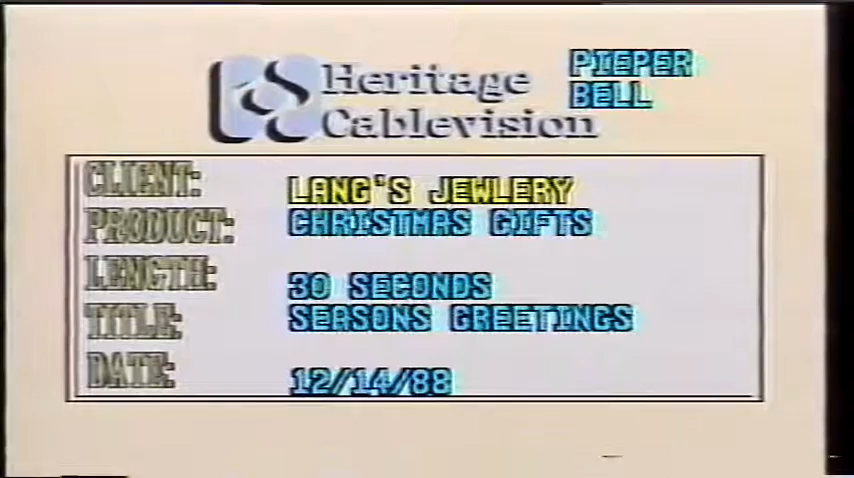 Heritage
Cablevision
PIEPER
BELL
CLIENT: LANG'S JEWLERY
PRODUCT: CHRISTMAS GIFTS
LENGTH: 30 SECONDS
TITLE: SEASONS GREETINGS
DATE: 12/14/88